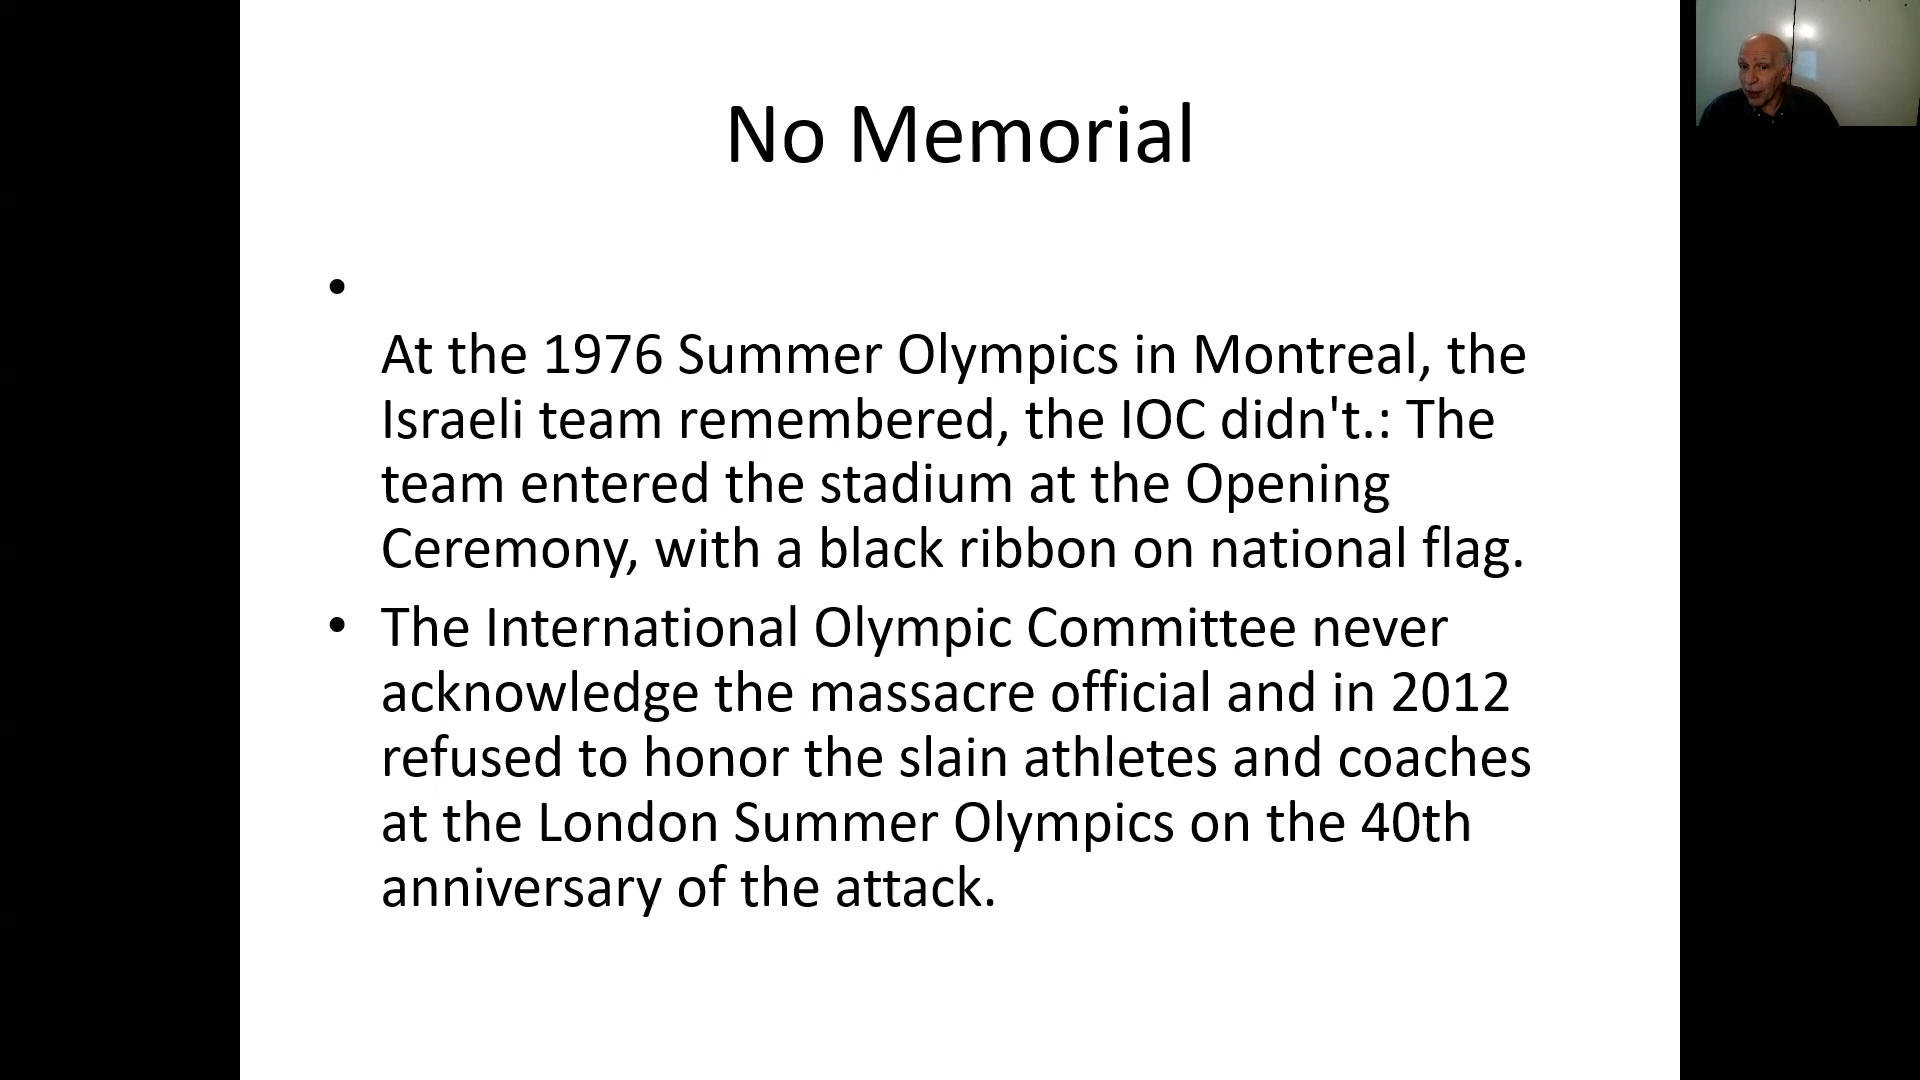 No Memorial
•
At the 1976 Summer Olympics in Montreal, the
Israeli team remembered, the IOC didn't.: The
team entered the stadium at the Opening
Ceremony, with a black ribbon on national flag.
• The International Olympic Committee never
acknowledge the massacre official and in 2012
refused to honor the slain athletes and coaches
at the London Summer Olympics on the 40th
anniversary of the attack.